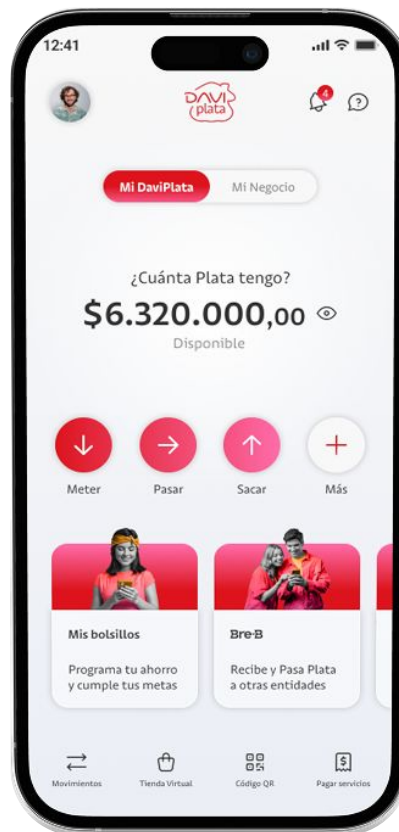 12:41
DAVI
plata
4
?
Mi DaviPlata
Mi Negocio
¿Cuánta Plata tengo?
$6.320.000,00
Disponible
Meter
Pasar
Sacar
Más
Mis bolsillos
Programa tu ahorro
y cumple tus metas
Bre-B
Recibe y Pasa Plata
a otras entidades
Movimientos
Tienda Virtual
Código QR
$
Pagar servicios